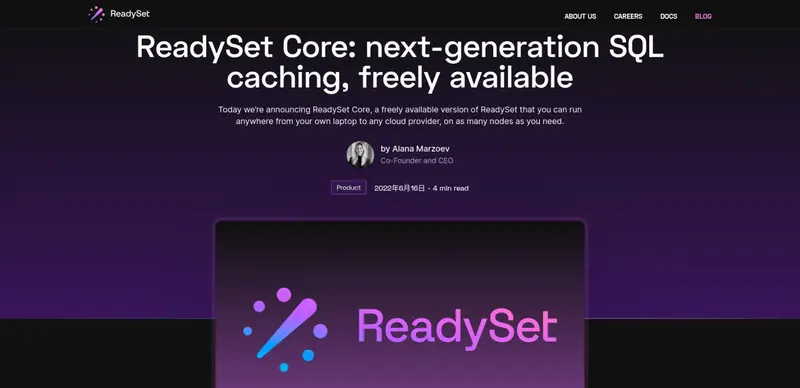 ReadySet
ABOUT US CAREERS DOCS BLOG
ReadySet Core: next-generation SQL
caching, freely available
Today we're announcing ReadySet Core, a freely available version of ReadySet that you can run
anywhere from your own laptop to any cloud provider, on as many nodes as you need.
by Alana Marzoev
Co-Founder and CEO
Product 2022年6月16日 - 4 min read
ReadySet